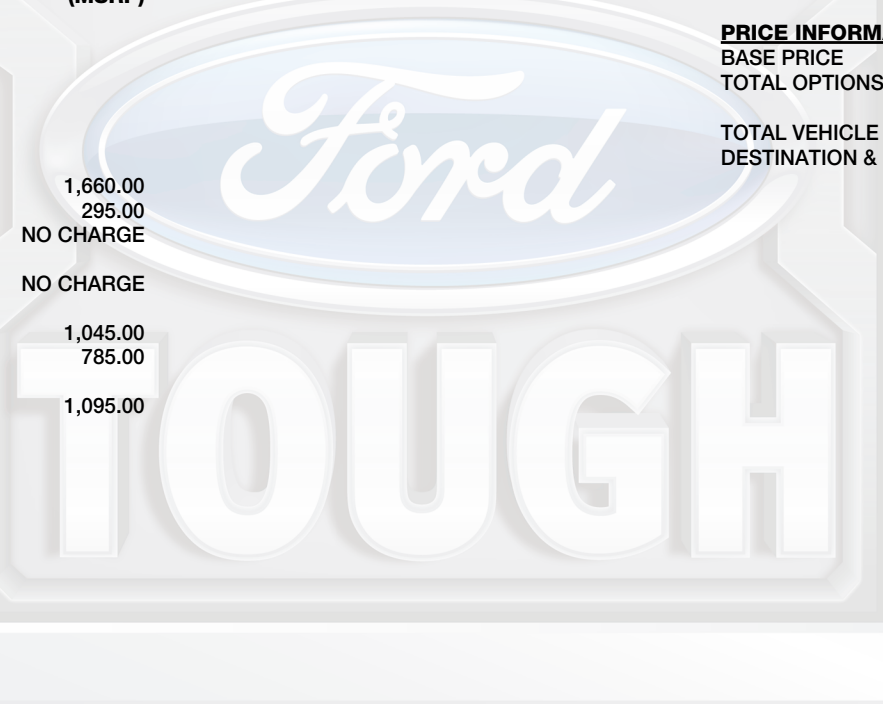 (MSRP)
1,660.00
295.00
NO CHARGE
NO CHARGE
1,045.00
785.00
1,095.00
PRICE INFORMA
BASE PRICE
TOTAL OPTIONS
TOTAL VEHICLE
DESTINATION &
Ford
TOUGH